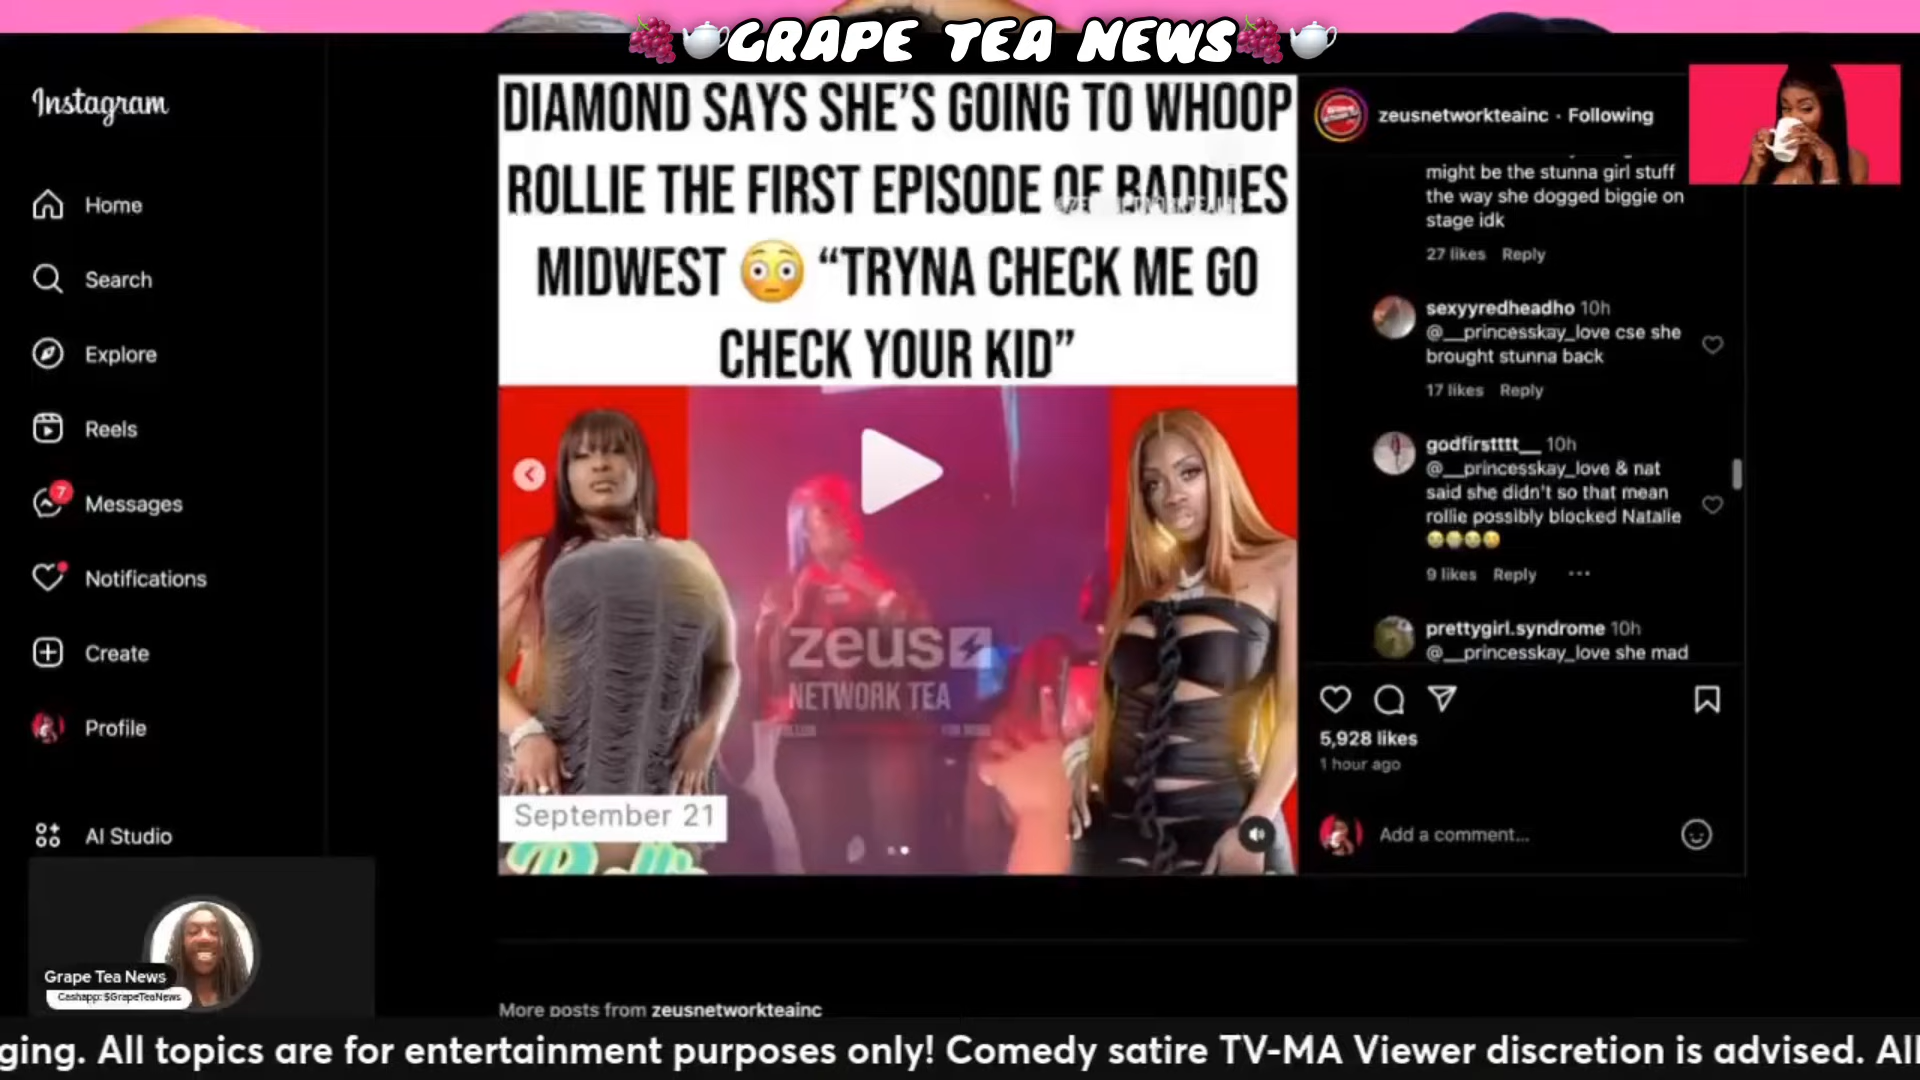 GRAPE TEA NEWS
Instagram
Home
Search
Explore
Reels
7
Messages
Notifications
Create
Profile
AI Studio
DIAMOND SAYS SHE'S GOING TO WHOOP
ROLLIE THE FIRST EPISODE OF BADDIES
MIDWEST 😳 “TRYNA CHECK ME GO
CHECK YOUR KID”
zeus
NETWORK TEA
September 21
zeusnetworkteainc · Following
might be the stunna girl stuff
the way she dogged biggie on
stage idk
27 likes Reply
sexyyredheadho 10h
@__princesskay_love cse she
brought stunna back
17 likes Reply
godfirstttt__ 10h
@__princesskay_love & nat
said she didn't so that mean
rollie possibly blocked Natalie
9 likes Reply ...
prettygirl.syndrome 10h
@__princesskay_love she mad
5,928 likes
1 hour ago
Add a comment...
Grape Tea News
Cashapp: $GrapeTeaNews
More posts from zeusnetworkteainc
ging. All topics are for entertainment purposes only! Comedy satire TV-MA Viewer discretion is advised. All